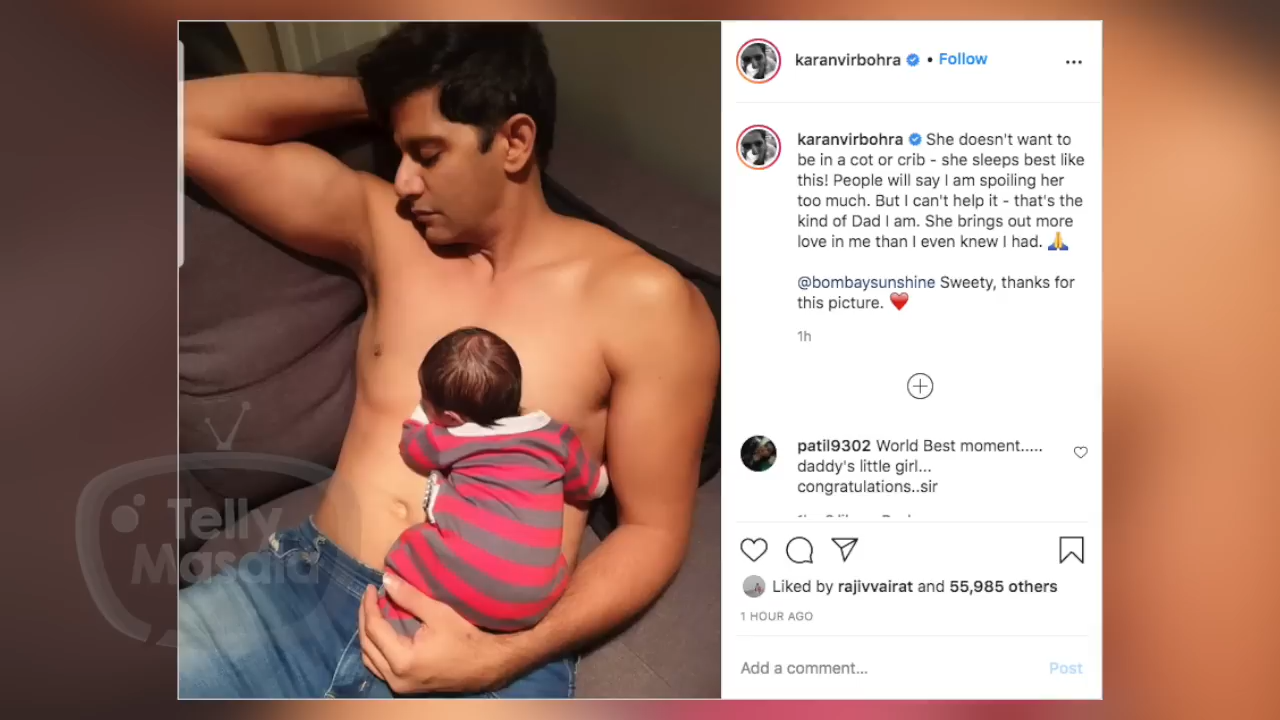 karanvirbohra • Follow
karanvirbohra She doesn't want to
be in a cot or crib - she sleeps best like
this! People will say I am spoiling her
too much. But I can't help it - that's the
kind of Dad I am. She brings out more
love in me than I even knew I had. 🙏
@bombaysunshine Sweety, thanks for
this picture. ❤️
1h
patil9302 World Best moment.....
daddy's little girl...
congratulations..sir
Liked by rajivvairat and 55,985 others
1 HOUR AGO
Add a comment... Post
Telly
Masala